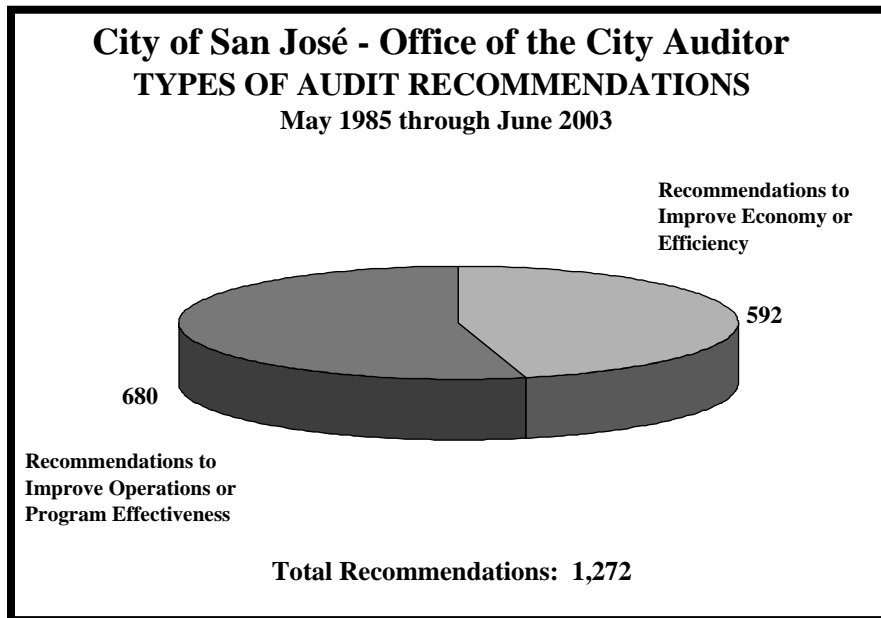 City of San José - Office of the City Auditor
TYPES OF AUDIT RECOMMENDATIONS
May 1985 through June 2003
Recommendations to
Improve Economy or
Efficiency
592
680
Recommendations to
Improve Operations or
Program Effectiveness
Total Recommendations: 1,272